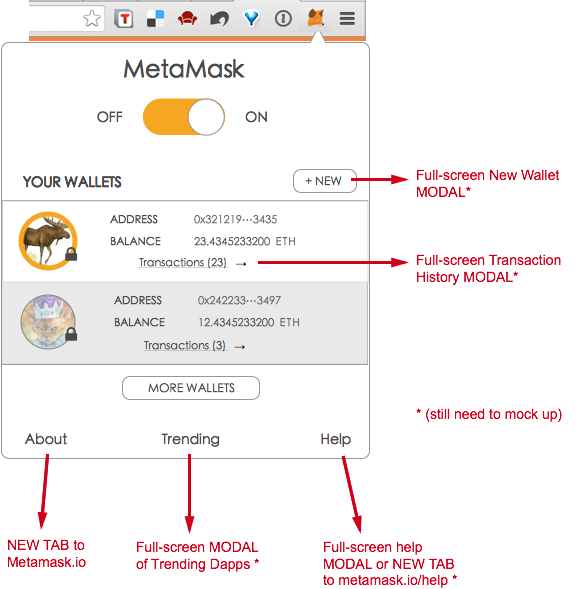 MetaMask
OFF ON
YOUR WALLETS + NEW
Full-screen New Wallet
MODAL*
ADDRESS 0x321219···3435
BALANCE 23.4345233200 ETH
Transactions (23) →
Full-screen Transaction
History MODAL*
ADDRESS 0x242233···3497
BALANCE 12.4345233200 ETH
Transactions (3) →
MORE WALLETS
* (still need to mock up)
About Trending Help
NEW TAB to
Metamask.io
Full-screen MODAL
of Trending Dapps *
Full-screen help
MODAL or NEW TAB
to metamask.io/help *